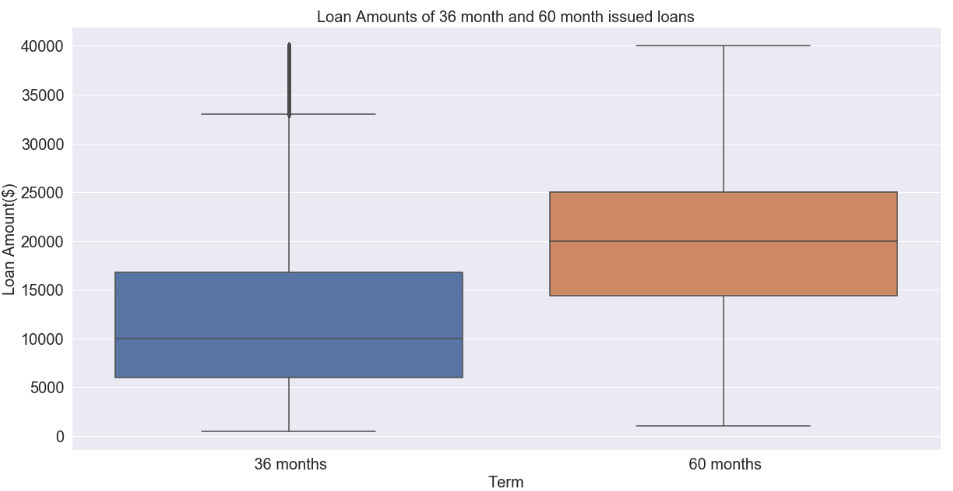 Loan Amounts of 36 month and 60 month issued loans
Loan Amount($)
40000
35000
30000
25000
20000
15000
10000
5000
0
36 months
60 months
Term